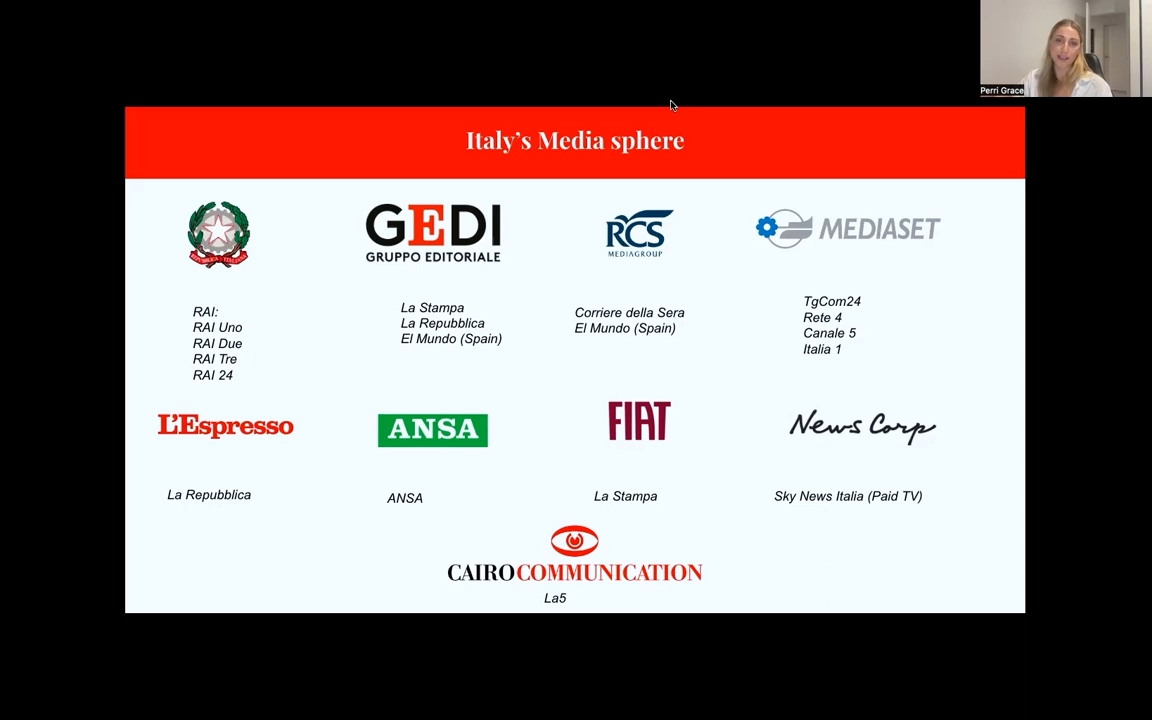 Perri Grace
Italy's Media sphere
GEDI
GRUPPO EDITORIALE
RCS
MEDIAGROUP
MEDIASET
RAI:
RAI Uno
RAI Due
RAI Tre
RAI 24
La Stampa
La Repubblica
El Mundo (Spain)
Corriere della Sera
El Mundo (Spain)
TgCom24
Rete 4
Canale 5
Italia 1
L'Espresso
ANSA
FIAT
News Corp
La Repubblica
ANSA
La Stampa
Sky News Italia (Paid TV)
CAIROCOMMUNICATION
La5